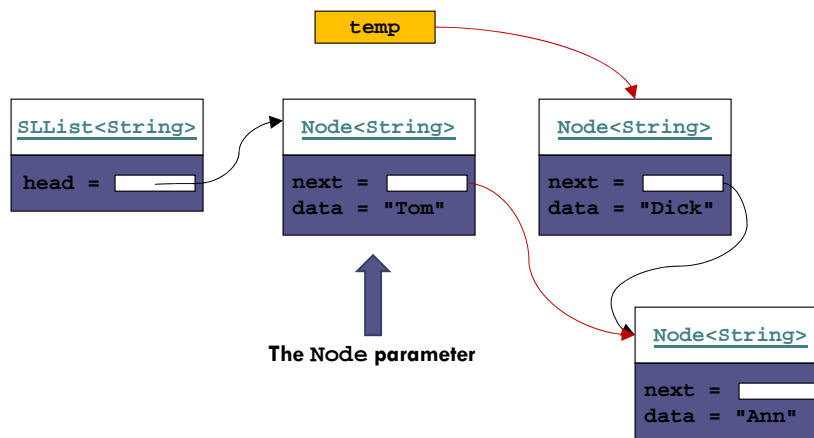 temp
SLList<String>
head =
Node<String>
next =
data = "Tom"
Node<String>
next =
data = "Dick"
The Node parameter
Node<String>
next =
data = "Ann"